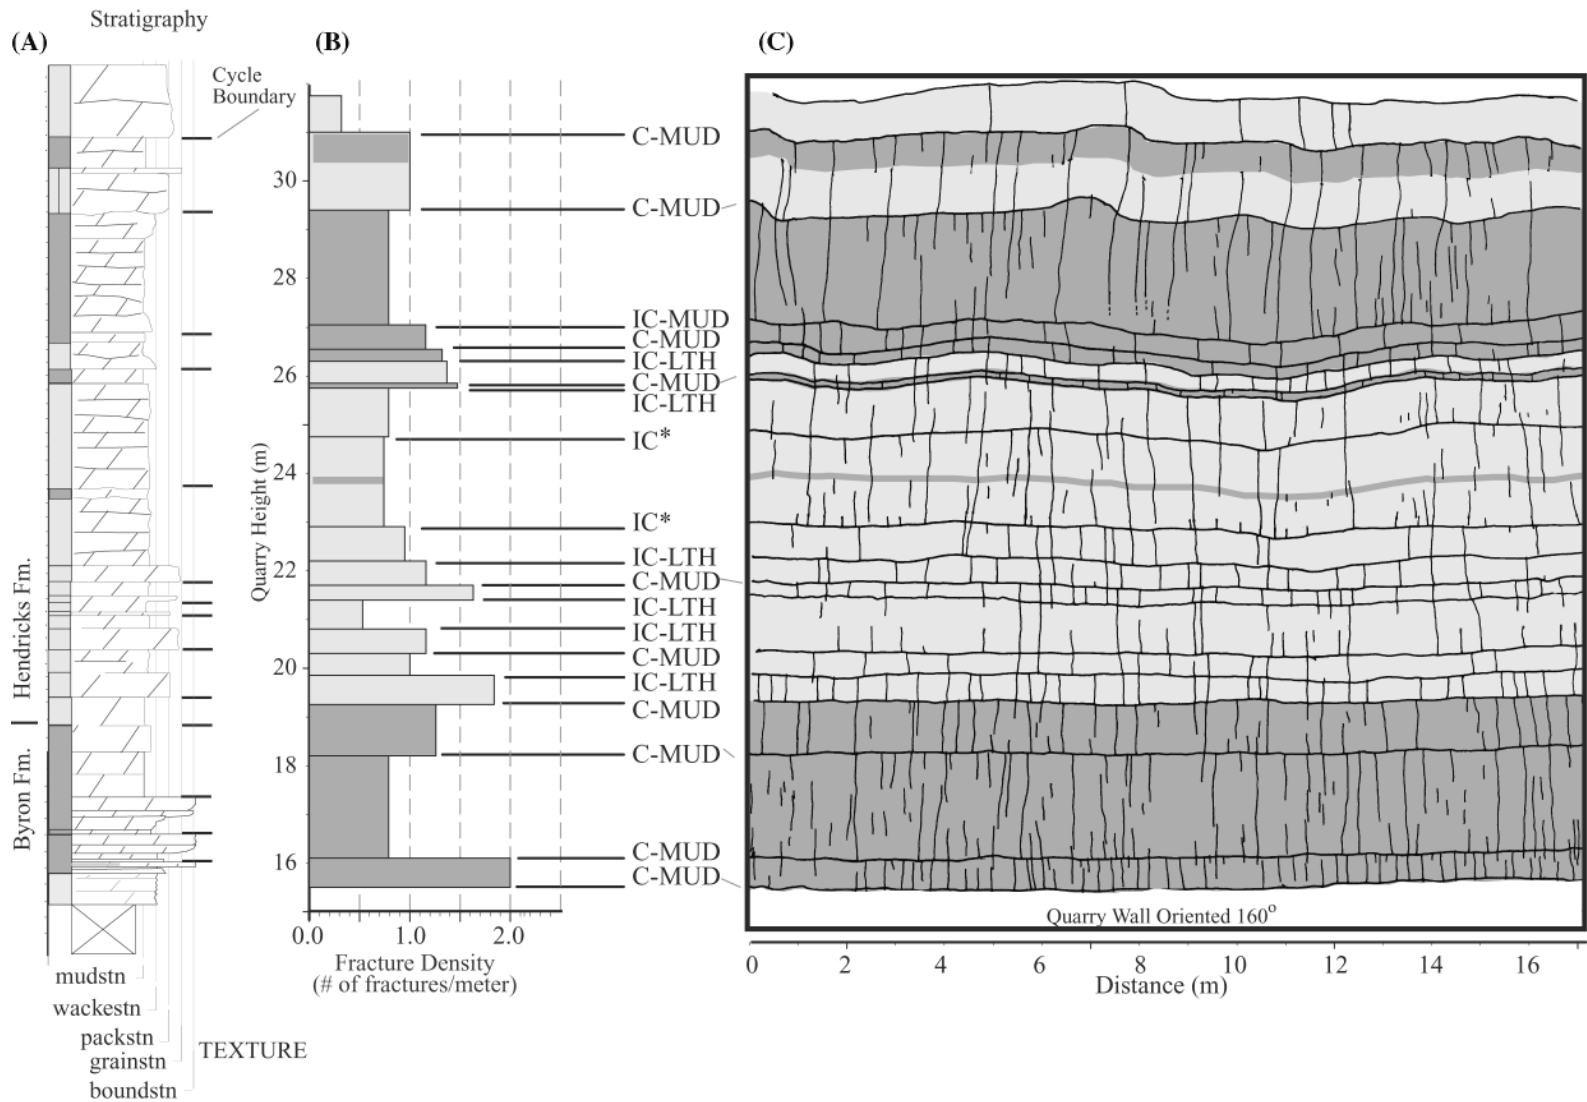 Stratigraphy
(A)
(B)
(C)
Cycle
Boundary
C-MUD
30
C-MUD
28
IC-MUD
C-MUD
IC-LTH
26
C-MUD
IC-LTH
IC*
24
Quarry Height (m)
IC*
IC-LTH
22
C-MUD
IC-LTH
IC-LTH
C-MUD
20
IC-LTH
C-MUD
Hendricks Fm.
C-MUD
18
Byron Fm.
C-MUD
16
C-MUD
Quarry Wall Oriented 160o
0.0 1.0 2.0
Fracture Density
(# of fractures/meter)
0 2 4 6 8 10 12 14 16
Distance (m)
mudstn
wackestn
packstn
grainstn
boundstn
TEXTURE